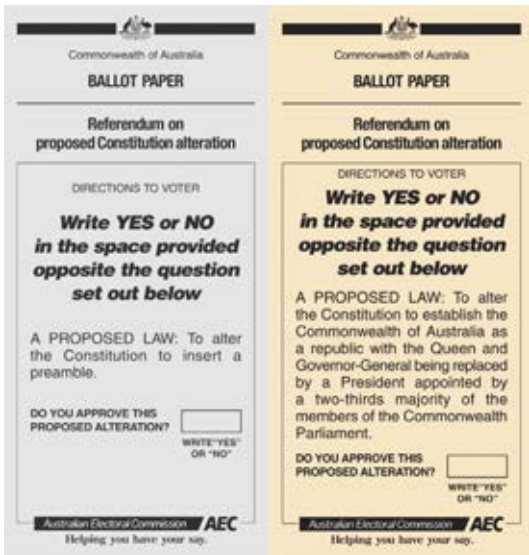 Commonwealth of Australia
BALLOT PAPER
Referendum on
proposed Constitution alteration
DIRECTIONS TO VOTER
Write YES or NO
in the space provided
opposite the question
set out below
A PROPOSED LAW: To alter
the Constitution to insert a
preamble.
DO YOU APPROVE THIS
PROPOSED ALTERATION?
WRITE "YES"
OR "NO"
Australian Electoral Commission AEC
Helping you have your say.
Commonwealth of Australia
BALLOT PAPER
Referendum on
proposed Constitution alteration
DIRECTIONS TO VOTER
Write YES or NO
in the space provided
opposite the question
set out below
A PROPOSED LAW: To alter
the Constitution to establish the
Commonwealth of Australia as
a republic with the Queen and
Governor-General being replaced
by a President appointed by
a two-thirds majority of the
members of the Commonwealth
Parliament.
DO YOU APPROVE THIS
PROPOSED ALTERATION?
WRITE "YES"
OR "NO"
Australian Electoral Commission AEC
Helping you have your say.